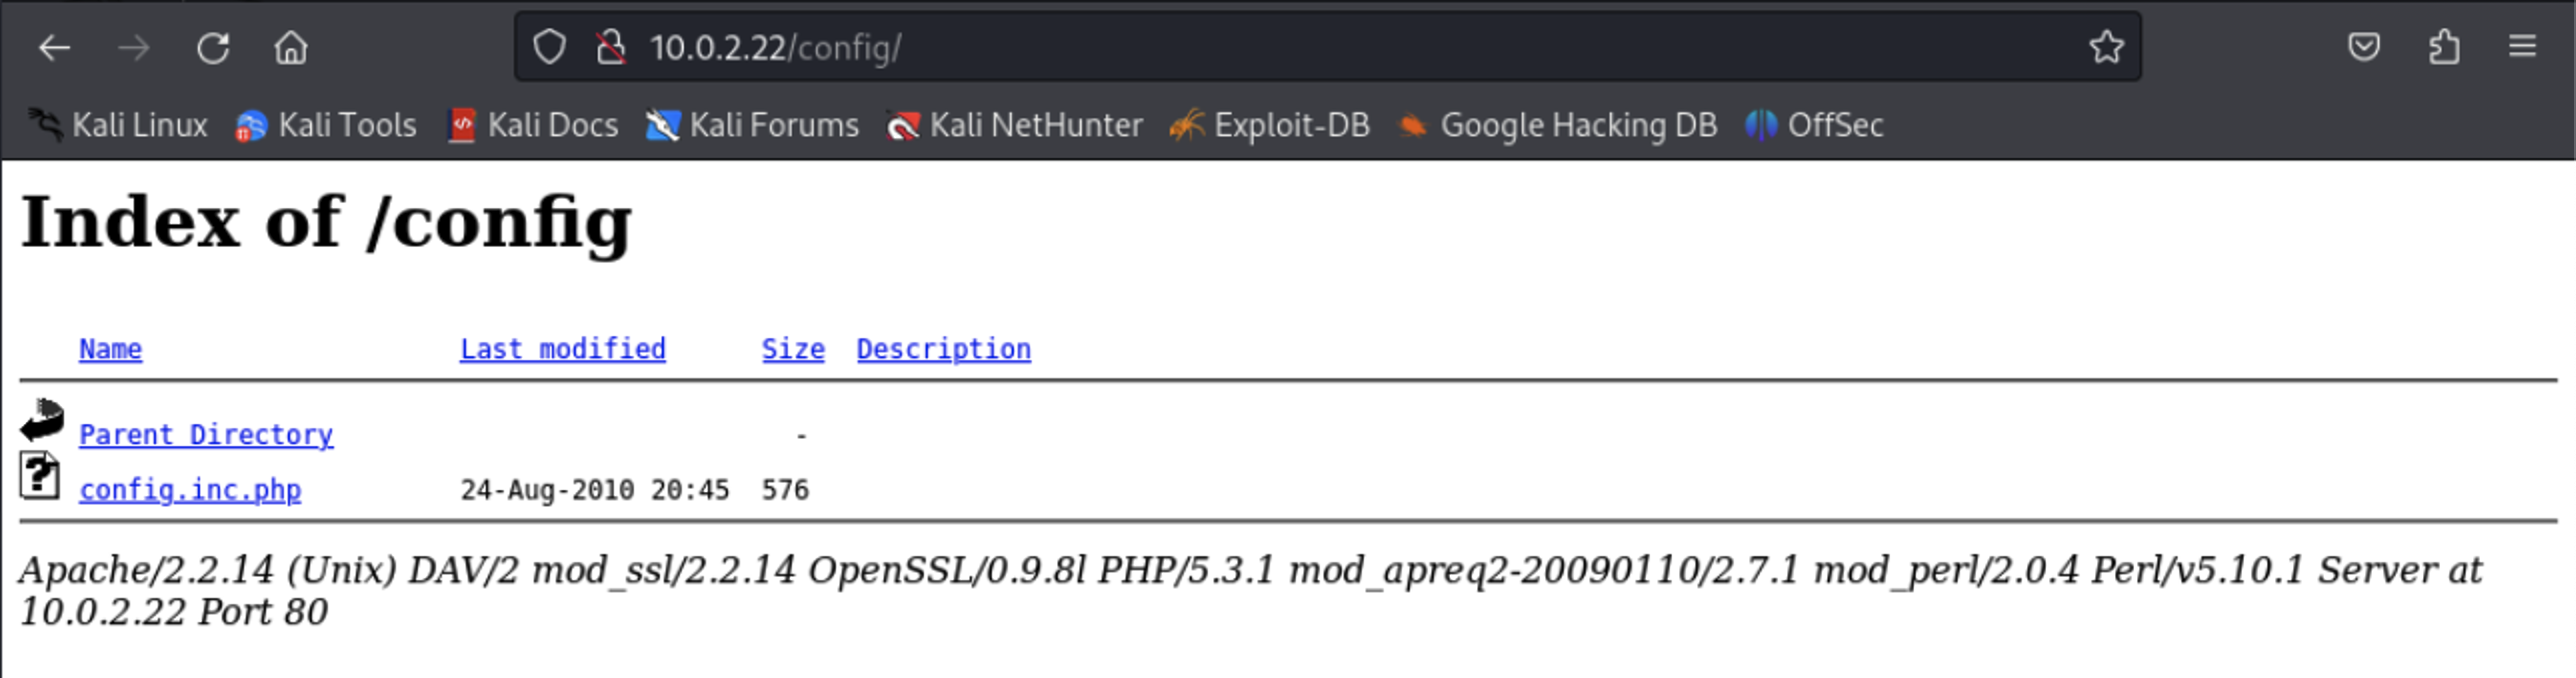 10.0.2.22/config/
Kali Linux Kali Tools Kali Docs Kali Forums Kali NetHunter Exploit-DB Google Hacking DB OffSec
Index of /config
Name Last modified Size Description
Parent Directory -
config.inc.php 24-Aug-2010 20:45 576
Apache/2.2.14 (Unix) DAV/2 mod_ssl/2.2.14 OpenSSL/0.9.8l PHP/5.3.1 mod_apreq2-20090110/2.7.1 mod_perl/2.0.4 Perl/v5.10.1 Server at
10.0.2.22 Port 80